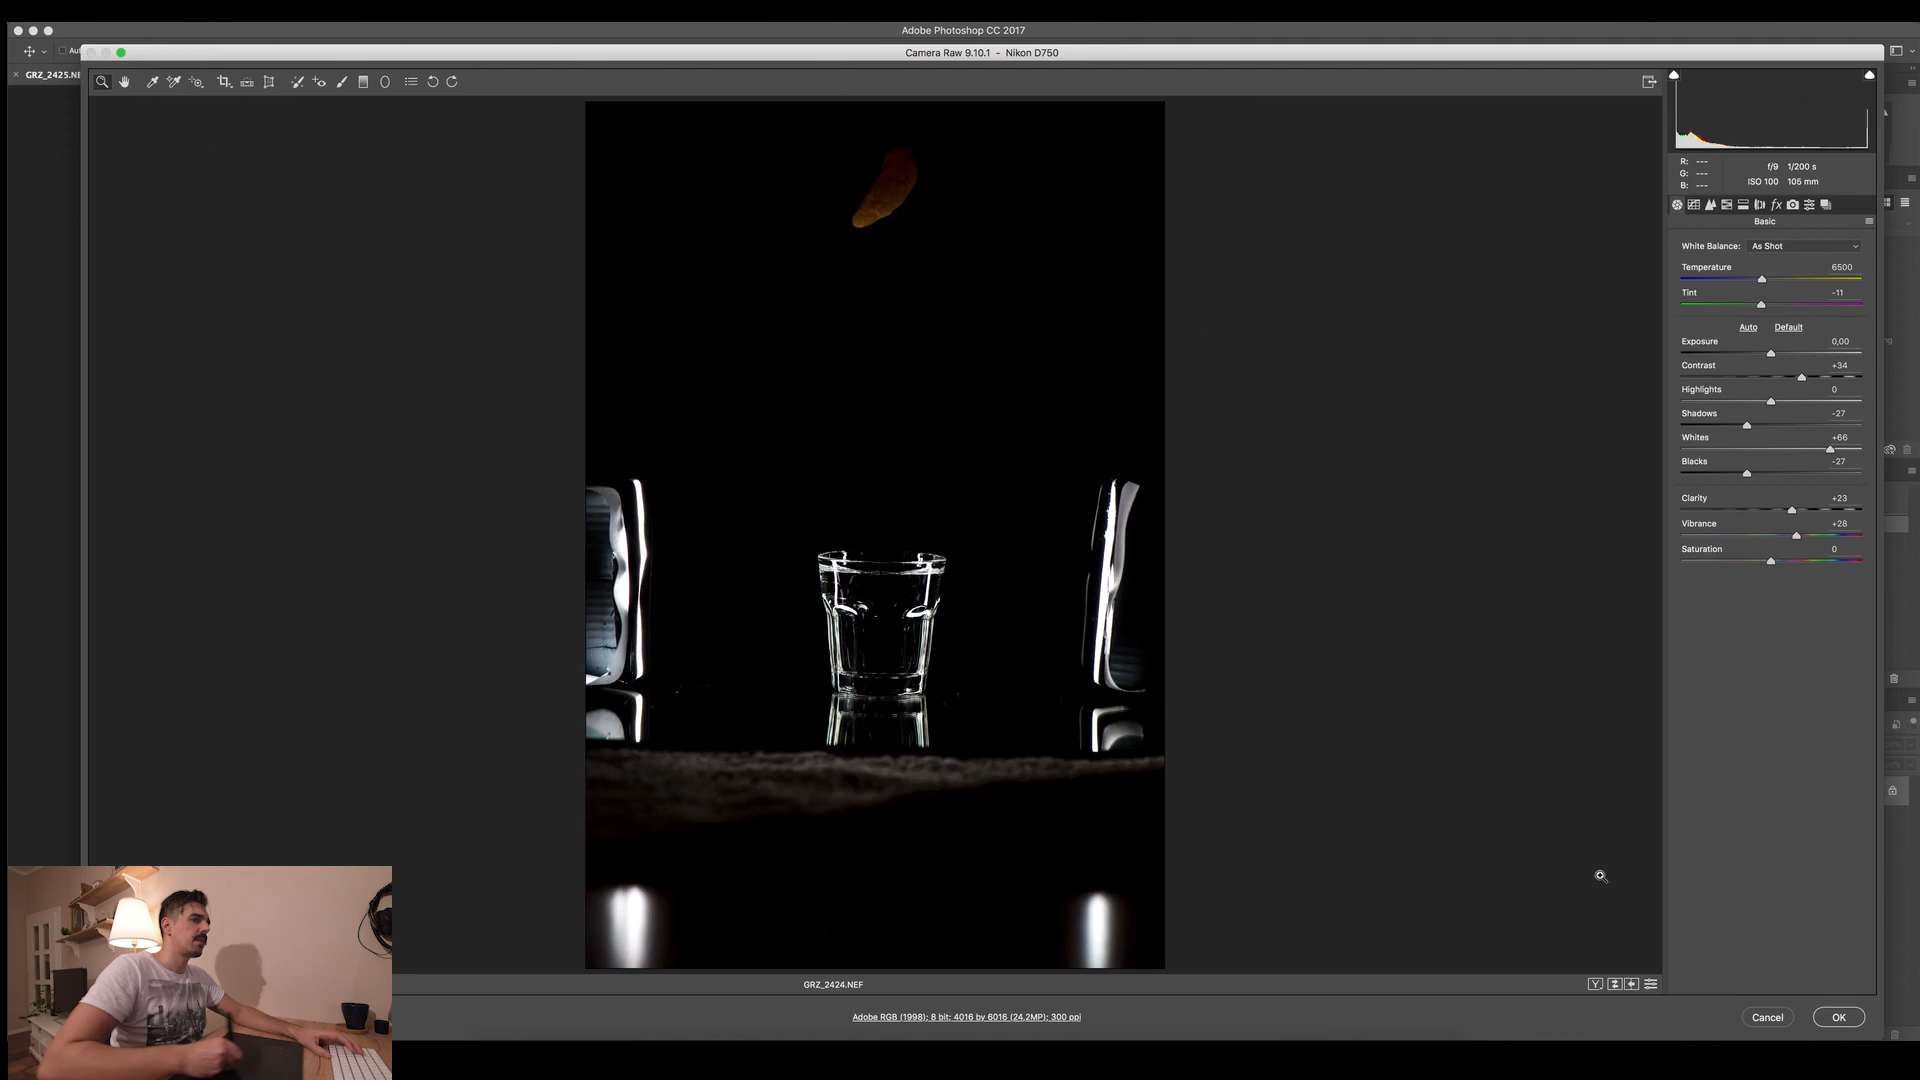 Adobe Photoshop CC 2017
Camera Raw 9.10.1 - Nikon D750
GRZ_2425.NE
R: ---
G: ---
B: ---
f/9 1/200 s
ISO 100 105 mm
Basic
White Balance: As Shot
Temperature 6500
Tint -11
Auto Default
Exposure 0,00
Contrast +34
Highlights 0
Shadows -27
Whites +66
Blacks -27
Clarity +23
Vibrance +28
Saturation 0
GRZ_2424.NEF
Adobe RGB (1998); 8 bit; 4016 by 6016 (24,2MP); 300 ppi
Cancel OK